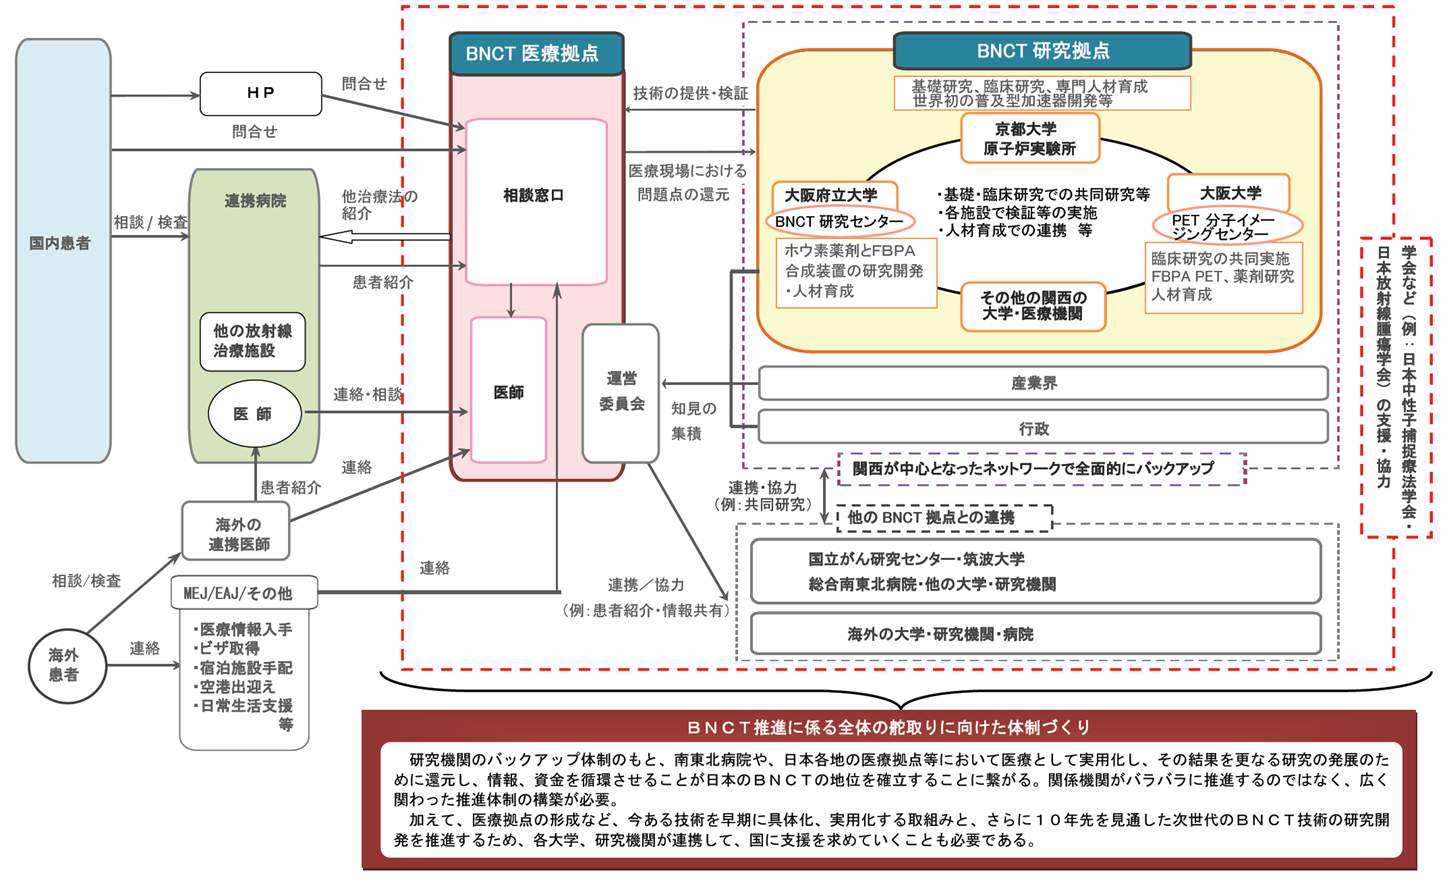 国内患者
HP
問合せ
問合せ
相談/検査
連携病院
他の放射線
治療施設
医 師
他治療法の
紹介
患者紹介
連絡・相談
連絡
患者紹介
海外の
連携医師
相談/検査
海外
患者
連絡
MEJ/EAJ/その他
・医療情報入手
・ビザ取得
・宿泊施設手配
・空港出迎え
・日常生活支援
等
連絡
BNCT 医療拠点
相談窓口
医師
運営
委員会
技術の提供・検証
医療現場における
問題点の還元
知見の
集積
BNCT 研究拠点
基礎研究、臨床研究、専門人材育成
世界初の普及型加速器開発等
京都大学
原子炉実験所
大阪府立大学
BNCT 研究センター
ホウ素薬剤とFBPA
合成装置の研究開発
・人材育成
・基礎・臨床研究での共同研究等
・各施設で検証等の実施
・人材育成での連携 等
大阪大学
PET 分子イメー
ジングセンター
臨床研究の共同実施
FBPA PET、薬剤研究
人材育成
その他の関西の
大学・医療機関
産業界
行政
関西が中心となったネットワークで全面的にバックアップ
連携・協力
(例:共同研究)
他の BNCT 拠点との連携
国立がん研究センター・筑波大学
総合南東北病院・他の大学・研究機関
海外の大学・研究機関・病院
連携/協力
(例:患者紹介・情報共有)
学会など(例:日本中性子捕捉療法学会・
日本放射線腫瘍学会)の支援・協力
BNCT推進に係る全体の舵取りに向けた体制づくり
研究機関のバックアップ体制のもと、南東北病院や、日本各地の医療拠点等において医療として実用化し、その結果を更なる研究の発展のた
めに還元し、情報、資金を循環させることが日本のBNCTの地位を確立することに繋がる。関係機関がバラバラに推進するのではなく、広く
関わった推進体制の構築が必要。
加えて、医療拠点の形成など、今ある技術を早期に具体化、実用化する取組みと、さらに10年先を見通した次世代のBNCT技術の研究開
発を推進するため、各大学、研究機関が連携して、国に支援を求めていくことも必要である。